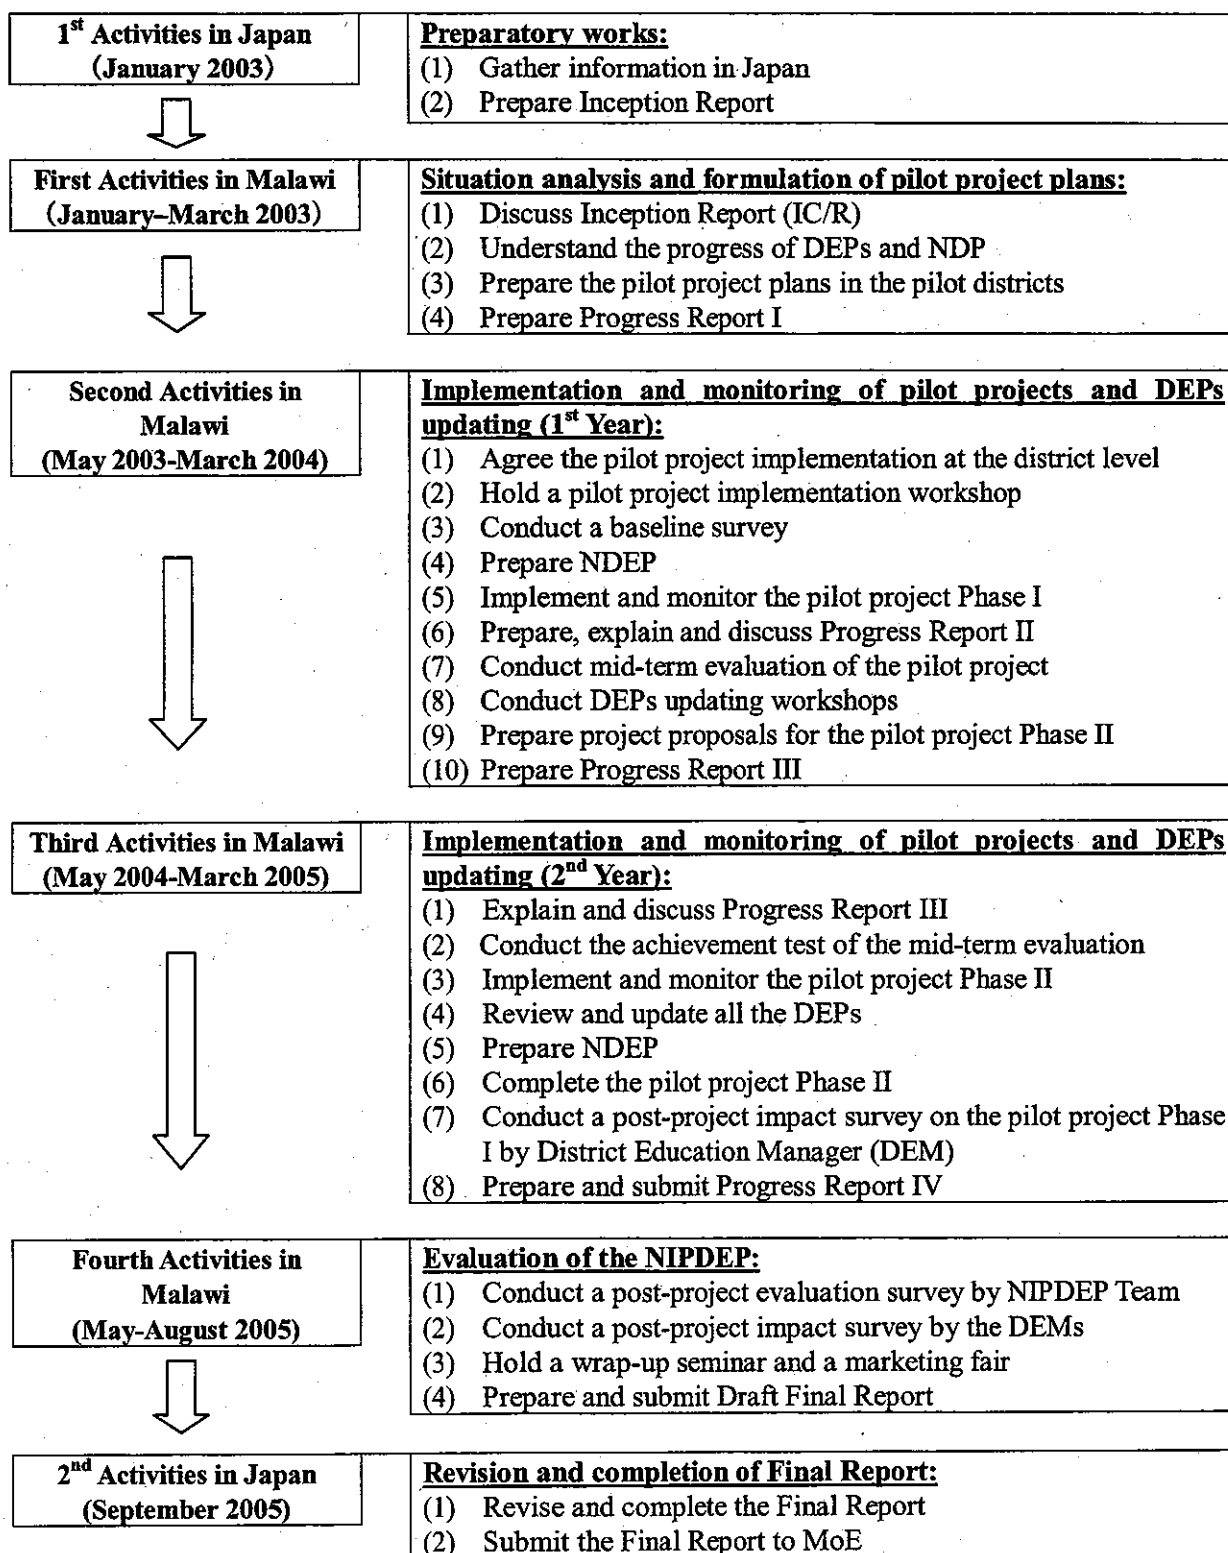 1st Activities in Japan
（January 2003）
Preparatory works:
(1) Gather information in Japan
(2) Prepare Inception Report
First Activities in Malawi
（January–March 2003）
Situation analysis and formulation of pilot project plans:
(1) Discuss Inception Report (IC/R)
(2) Understand the progress of DEPs and NDP
(3) Prepare the pilot project plans in the pilot districts
(4) Prepare Progress Report I
Second Activities in
Malawi
(May 2003-March 2004)
Implementation and monitoring of pilot projects and DEPs
updating (1st Year):
(1) Agree the pilot project implementation at the district level
(2) Hold a pilot project implementation workshop
(3) Conduct a baseline survey
(4) Prepare NDEP
(5) Implement and monitor the pilot project Phase I
(6) Prepare, explain and discuss Progress Report II
(7) Conduct mid-term evaluation of the pilot project
(8) Conduct DEPs updating workshops
(9) Prepare project proposals for the pilot project Phase II
(10) Prepare Progress Report III
Third Activities in Malawi
(May 2004-March 2005)
Implementation and monitoring of pilot projects and DEPs
updating (2nd Year):
(1) Explain and discuss Progress Report III
(2) Conduct the achievement test of the mid-term evaluation
(3) Implement and monitor the pilot project Phase II
(4) Review and update all the DEPs
(5) Prepare NDEP
(6) Complete the pilot project Phase II
(7) Conduct a post-project impact survey on the pilot project Phase
I by District Education Manager (DEM)
(8) Prepare and submit Progress Report IV
Fourth Activities in
Malawi
(May-August 2005)
Evaluation of the NIPDEP:
(1) Conduct a post-project evaluation survey by NIPDEP Team
(2) Conduct a post-project impact survey by the DEMs
(3) Hold a wrap-up seminar and a marketing fair
(4) Prepare and submit Draft Final Report
2nd Activities in Japan
(September 2005)
Revision and completion of Final Report:
(1) Revise and complete the Final Report
(2) Submit the Final Report to MoE